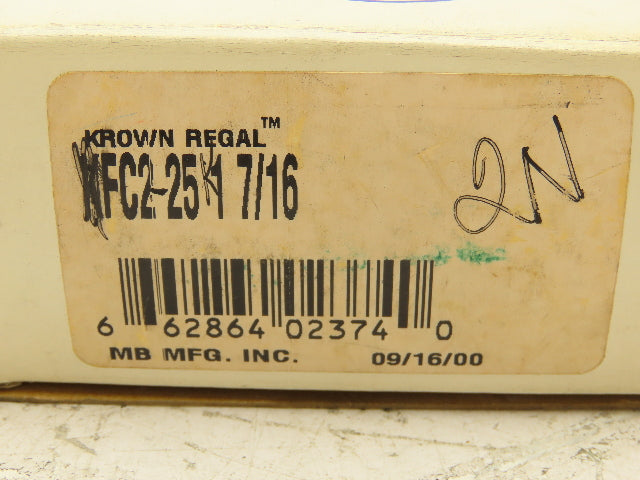 KROWN REGAL™
FC2-25 1 7/16
2N
6 62864 02374 0
MB MFG. INC. 09/16/00